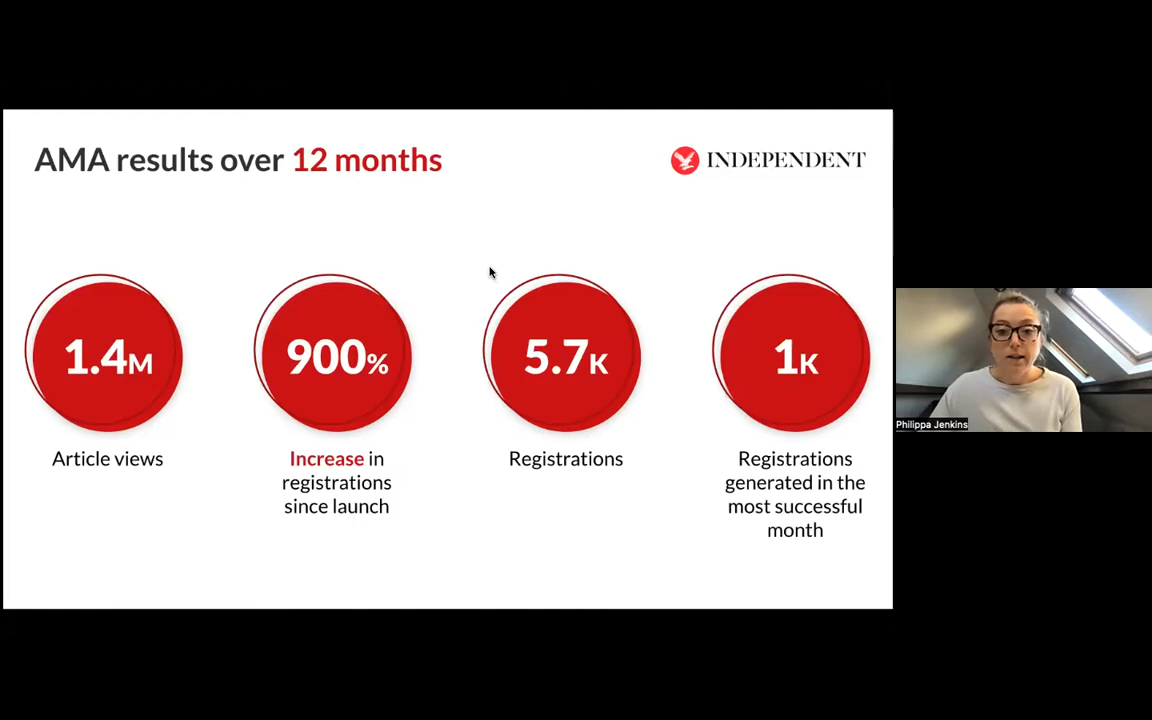 AMA results over 12 months
INDEPENDENT
1.4M
Article views
900%
Increase in
registrations
since launch
5.7K
Registrations
1K
Registrations
generated in the
most successful
month
Philippa Jenkins